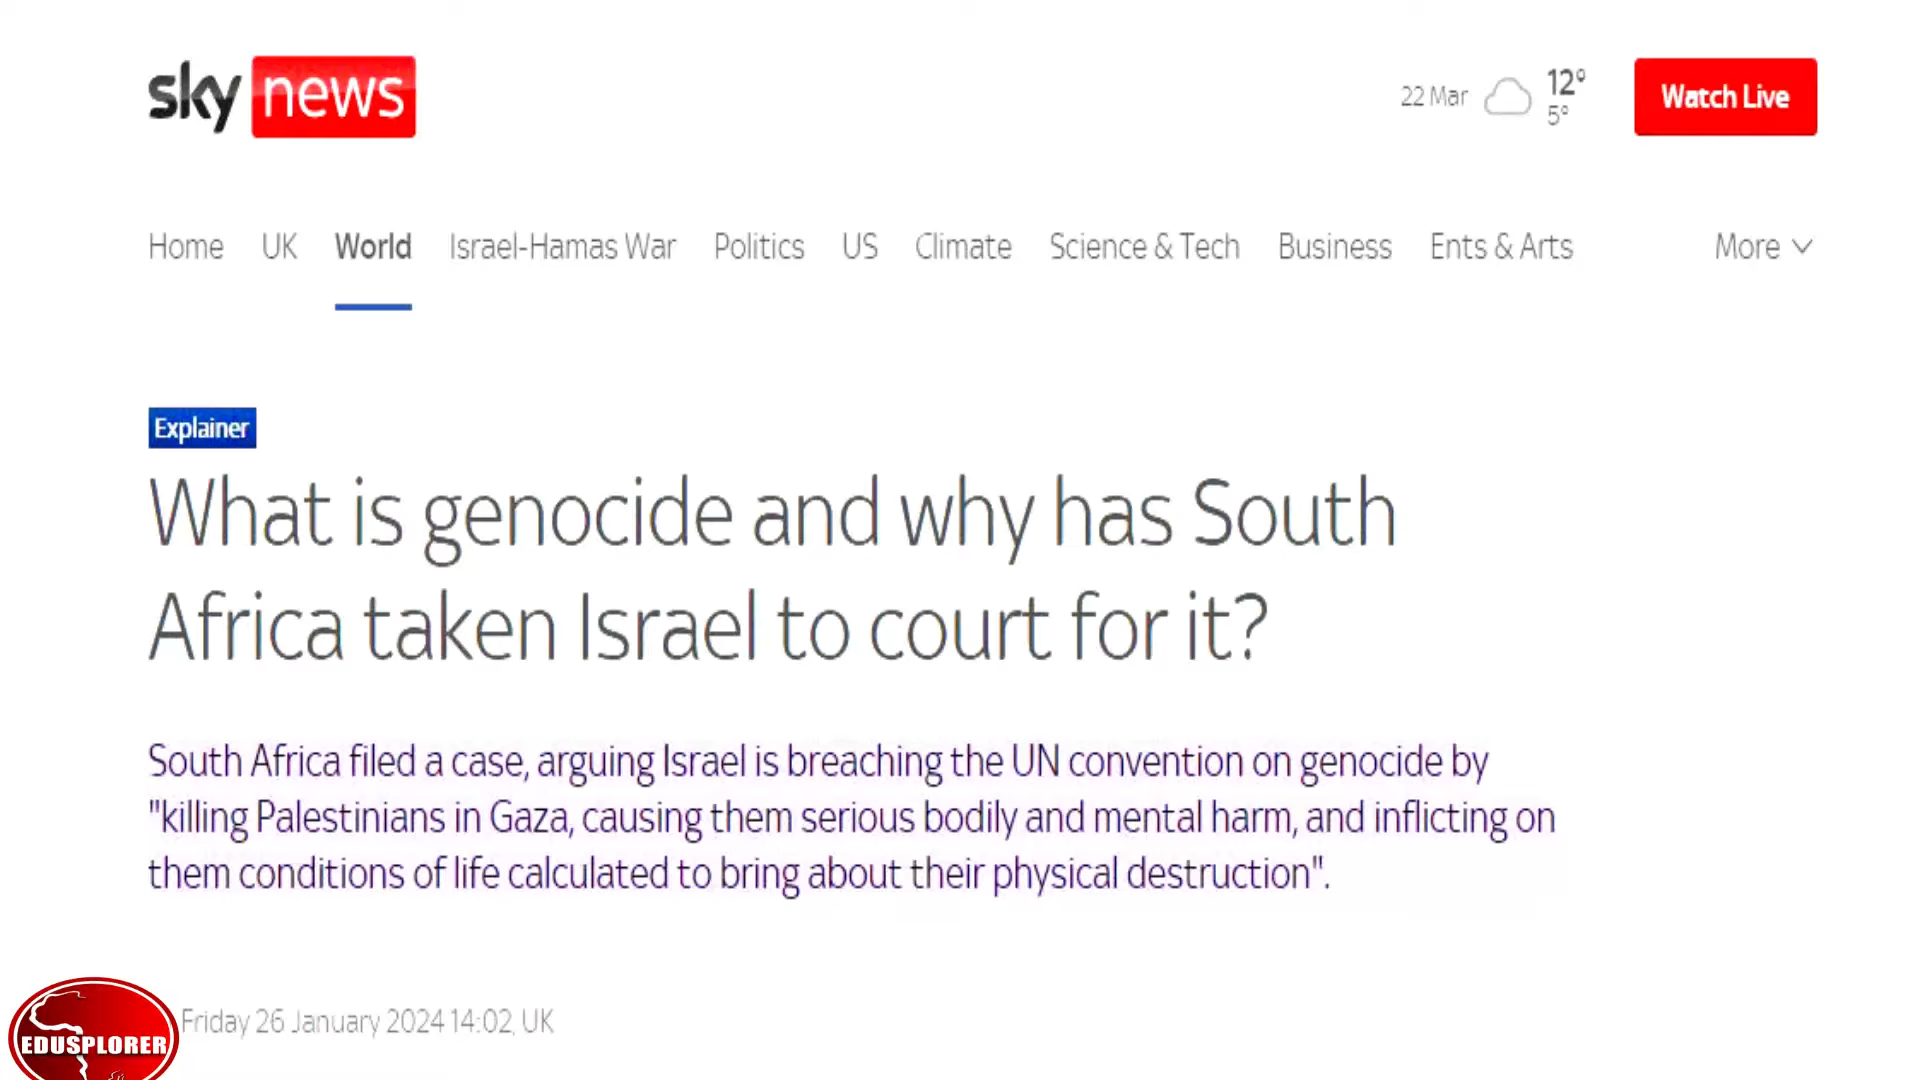 sky news
22 Mar 12° 5°
Watch Live
Home UK World Israel-Hamas War Politics US Climate Science & Tech Business Ents & Arts More
Explainer
What is genocide and why has South
Africa taken Israel to court for it?
South Africa filed a case, arguing Israel is breaching the UN convention on genocide by
"killing Palestinians in Gaza, causing them serious bodily and mental harm, and inflicting on
them conditions of life calculated to bring about their physical destruction".
Friday 26 January 2024 14:02, UK
EDUSPLORER